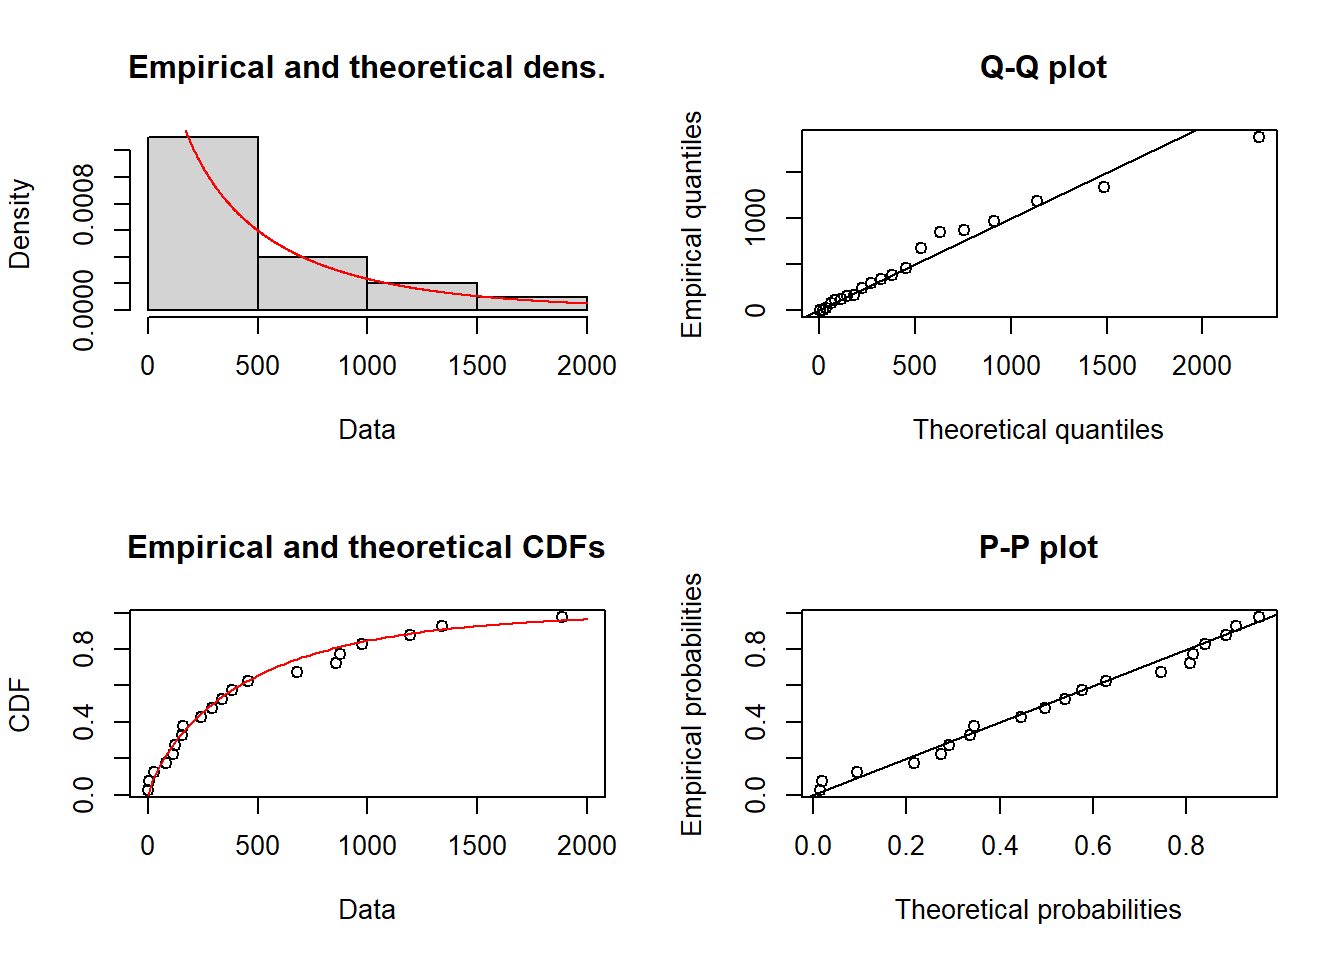 Empirical and theoretical dens.
Density
0.0000 0.0008
0 500 1000 1500 2000
Data
Q-Q plot
Empirical quantiles
0 1000
0 500 1000 1500 2000
Theoretical quantiles
Empirical and theoretical CDFs
CDF
0.0 0.4 0.8
0 500 1000 1500 2000
Data
P-P plot
Empirical probabilities
0.0 0.4 0.8
0.0 0.2 0.4 0.6 0.8
Theoretical probabilities